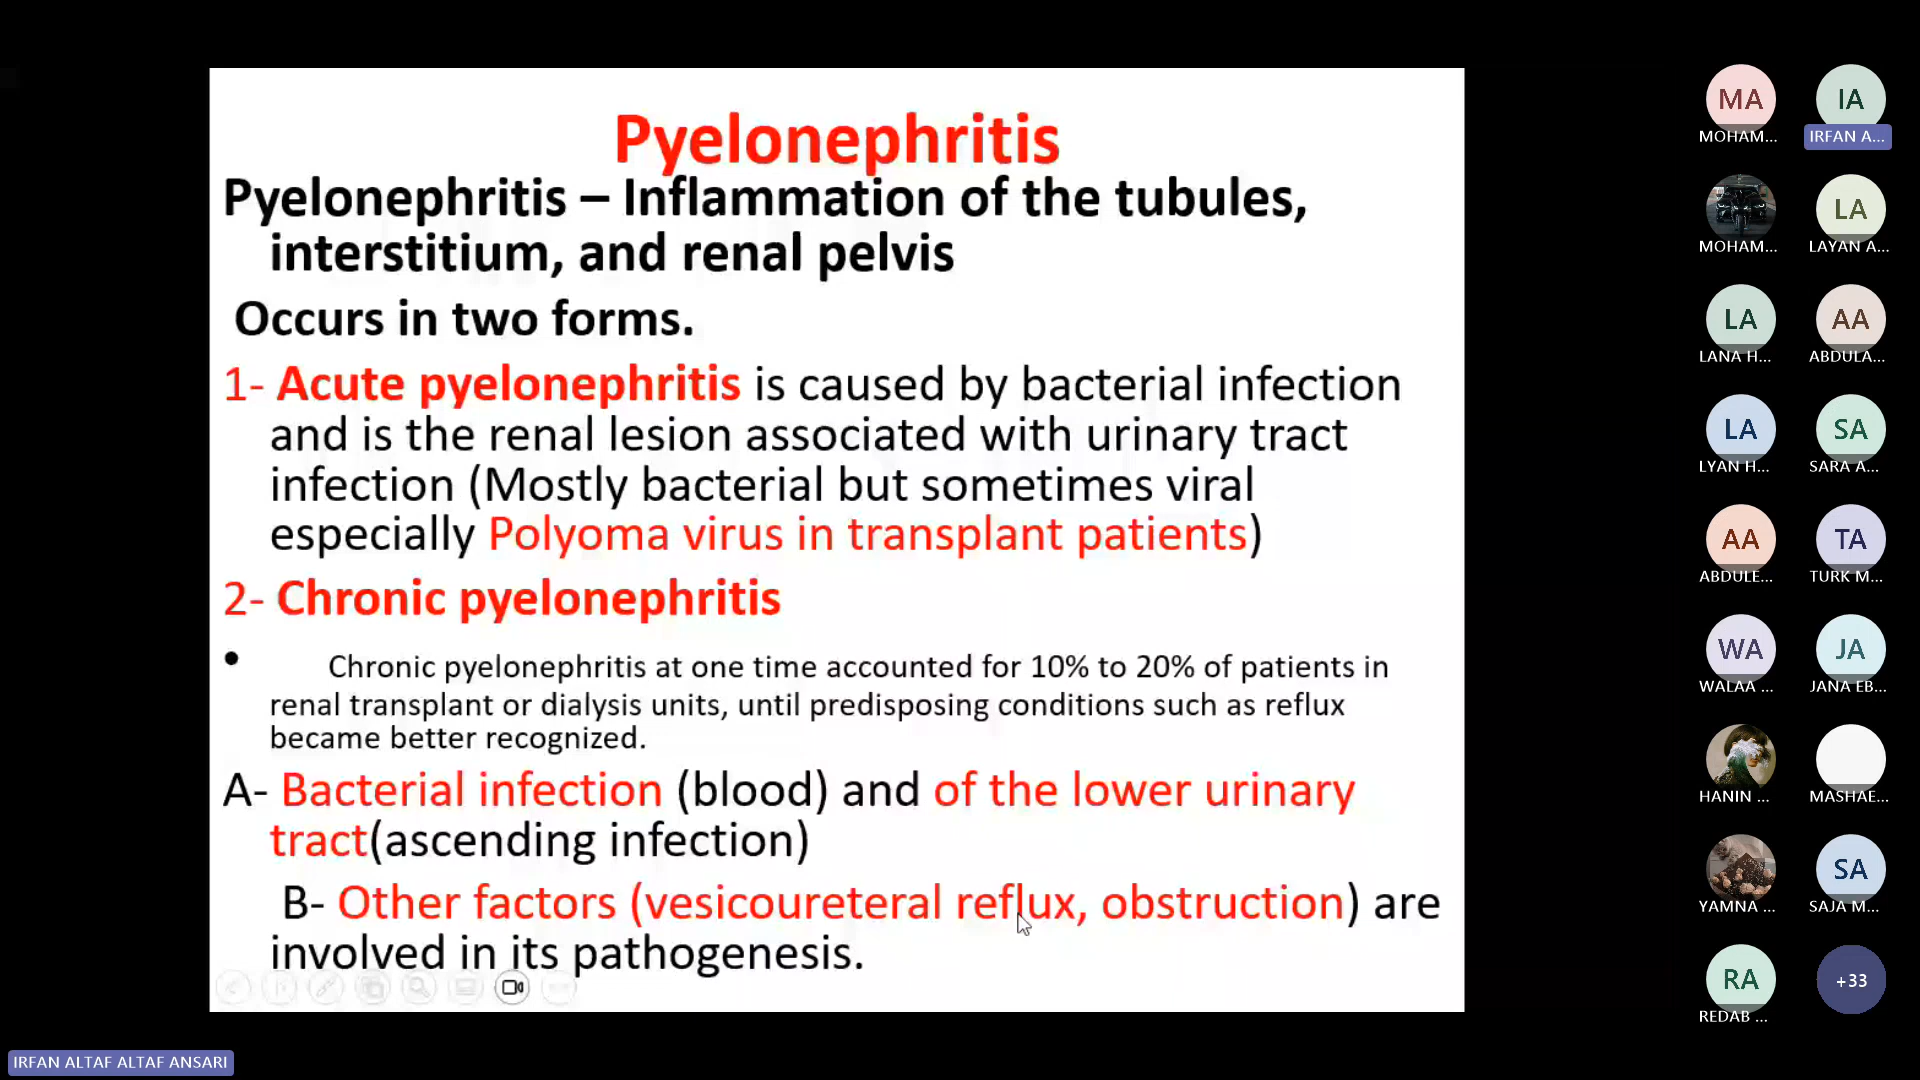 Pyelonephritis
Pyelonephritis – Inflammation of the tubules,
interstitium, and renal pelvis
Occurs in two forms.
1- Acute pyelonephritis is caused by bacterial infection
and is the renal lesion associated with urinary tract
infection (Mostly bacterial but sometimes viral
especially Polyoma virus in transplant patients)
2- Chronic pyelonephritis
• Chronic pyelonephritis at one time accounted for 10% to 20% of patients in
renal transplant or dialysis units, until predisposing conditions such as reflux
became better recognized.
A- Bacterial infection (blood) and of the lower urinary
tract(ascending infection)
B- Other factors (vesicoureteral reflux, obstruction) are
involved in its pathogenesis.
MA
MOHAM...
IA
IRFAN A...
MOHAM...
LA
LAYAN A...
LA
LANA H...
AA
ABDULA...
LA
LYAN H...
SA
SARA A...
AA
ABDULE...
TA
TURK M...
WA
WALAA ...
JA
JANA EB...
HANIN ...
MASHAE...
YAMNA ...
SA
SAJA M...
RA
REDAB ...
+33
IRFAN ALTAF ALTAF ANSARI